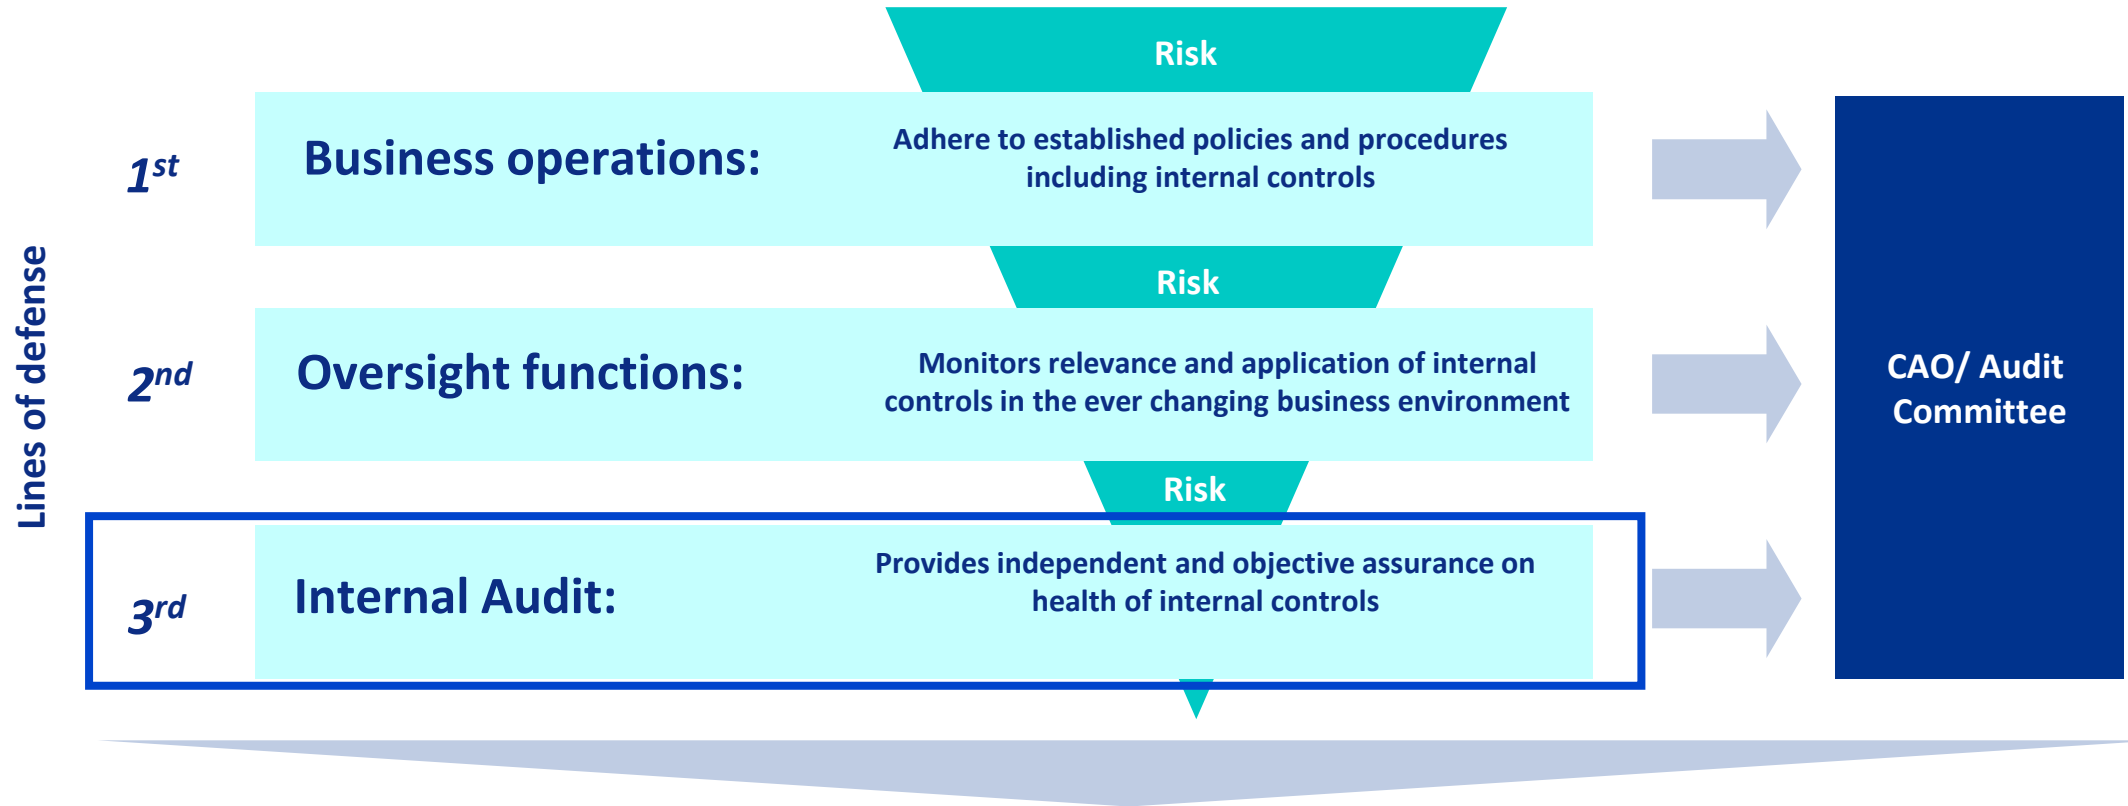 Risk
Lines of defense
1st
Business operations:
Adhere to established policies and procedures
including internal controls
Risk
2nd
Oversight functions:
Monitors relevance and application of internal
controls in the ever changing business environment
CAO/ Audit
Committee
Risk
3rd
Internal Audit:
Provides independent and objective assurance on
health of internal controls